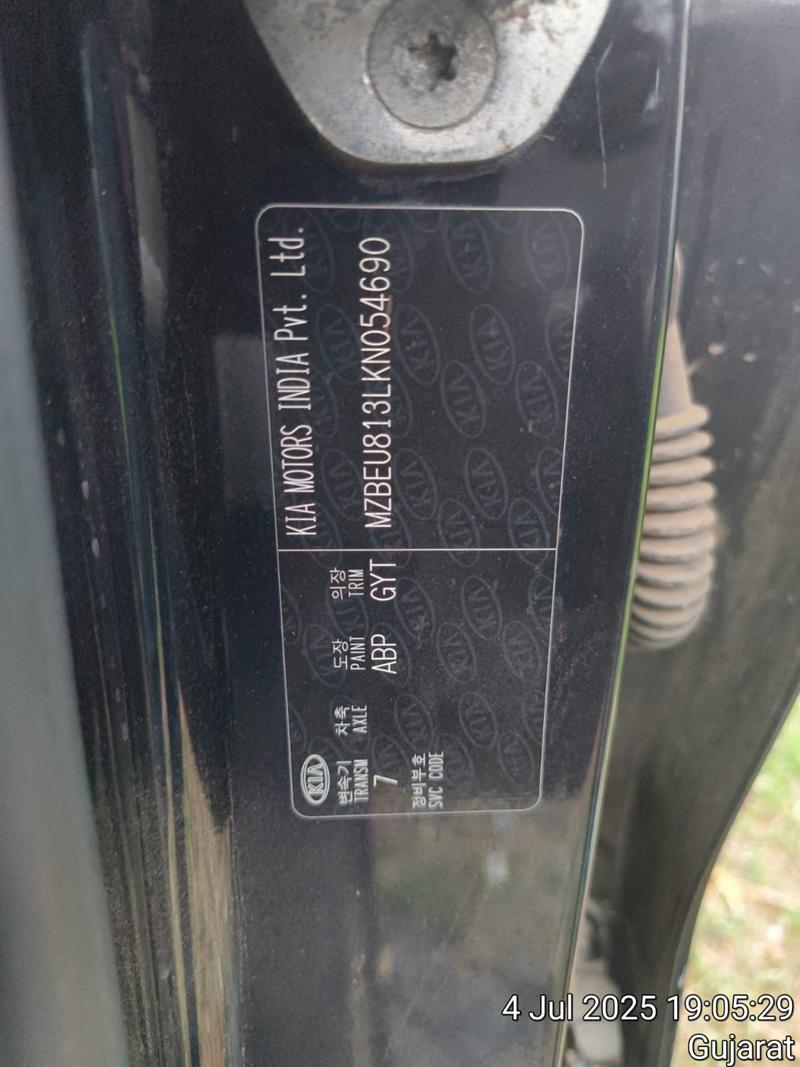 KIA MOTORS INDIA Pvt. Ltd.
MZBEU813LKN054690
KIA
변속기 차축 도장 의장
TRANSM AXLE PAINT TRIM
7 ABP GYT
정비부호
SVC CODE
4 Jul 2025 19:05:29
Gujarat